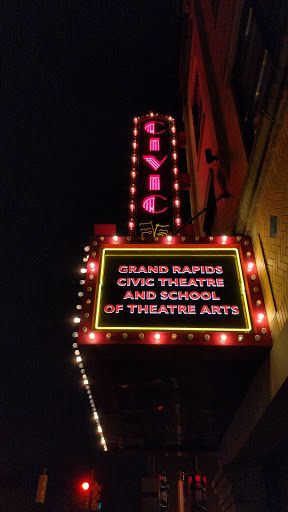 CIVIC
GRAND RAPIDS
CIVIC THEATRE
AND SCHOOL
OF THEATRE ARTS